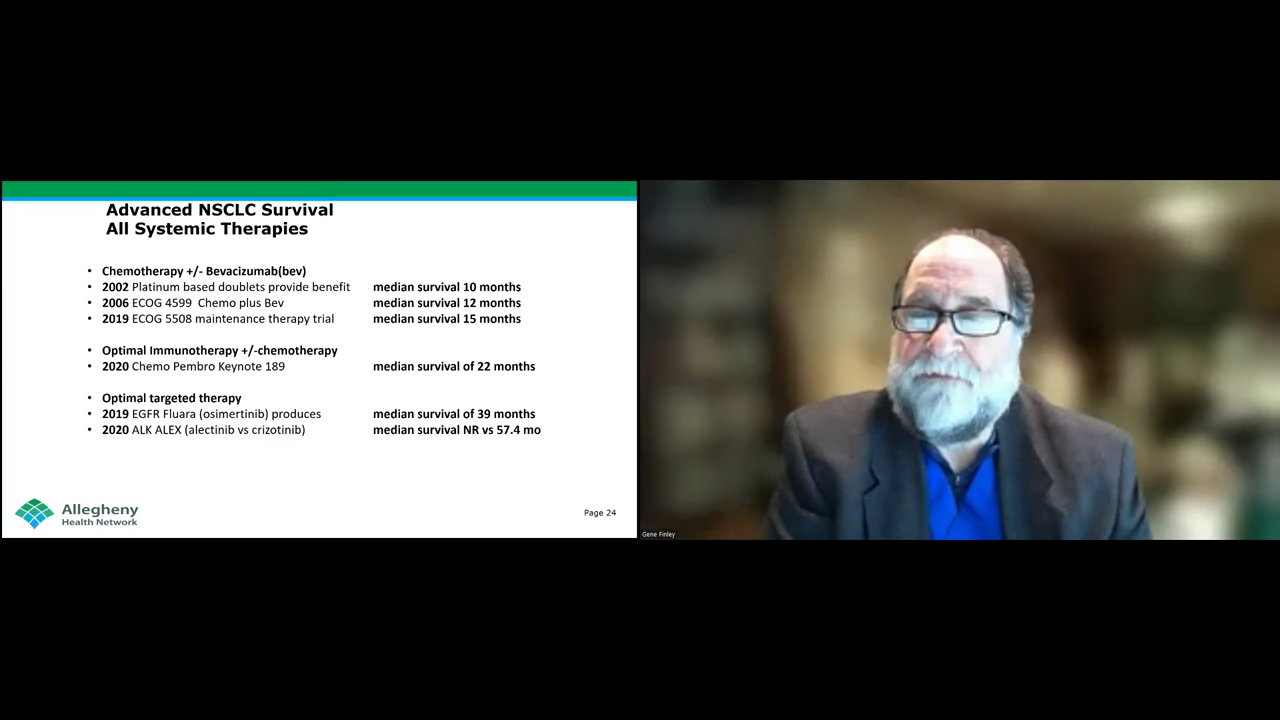 Advanced NSCLC Survival
All Systemic Therapies
• Chemotherapy +/- Bevacizumab(bev)
• 2002 Platinum based doublets provide benefit median survival 10 months
• 2006 ECOG 4599 Chemo plus Bev median survival 12 months
• 2019 ECOG 5508 maintenance therapy trial median survival 15 months
• Optimal Immunotherapy +/-chemotherapy
• 2020 Chemo Pembro Keynote 189 median survival of 22 months
• Optimal targeted therapy
• 2019 EGFR Fluara (osimertinib) produces median survival of 39 months
• 2020 ALK ALEX (alectinib vs crizotinib) median survival NR vs 57.4 mo
Allegheny
Health Network
Page 24
Gene Finley